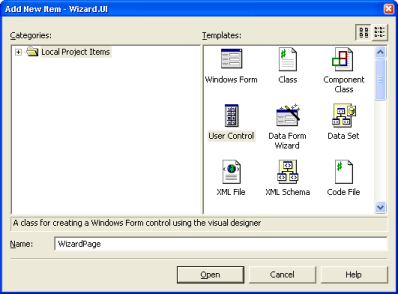 Add New Item - Wizard.UI
Categories:
Templates:
Local Project Items
Windows Form
Class
Component
Class
User Control
Data Form
Wizard
Data Set
XML File
XML Schema
Code File
A class for creating a Windows Form control using the visual designer
Name:
WizardPage
Open
Cancel
Help